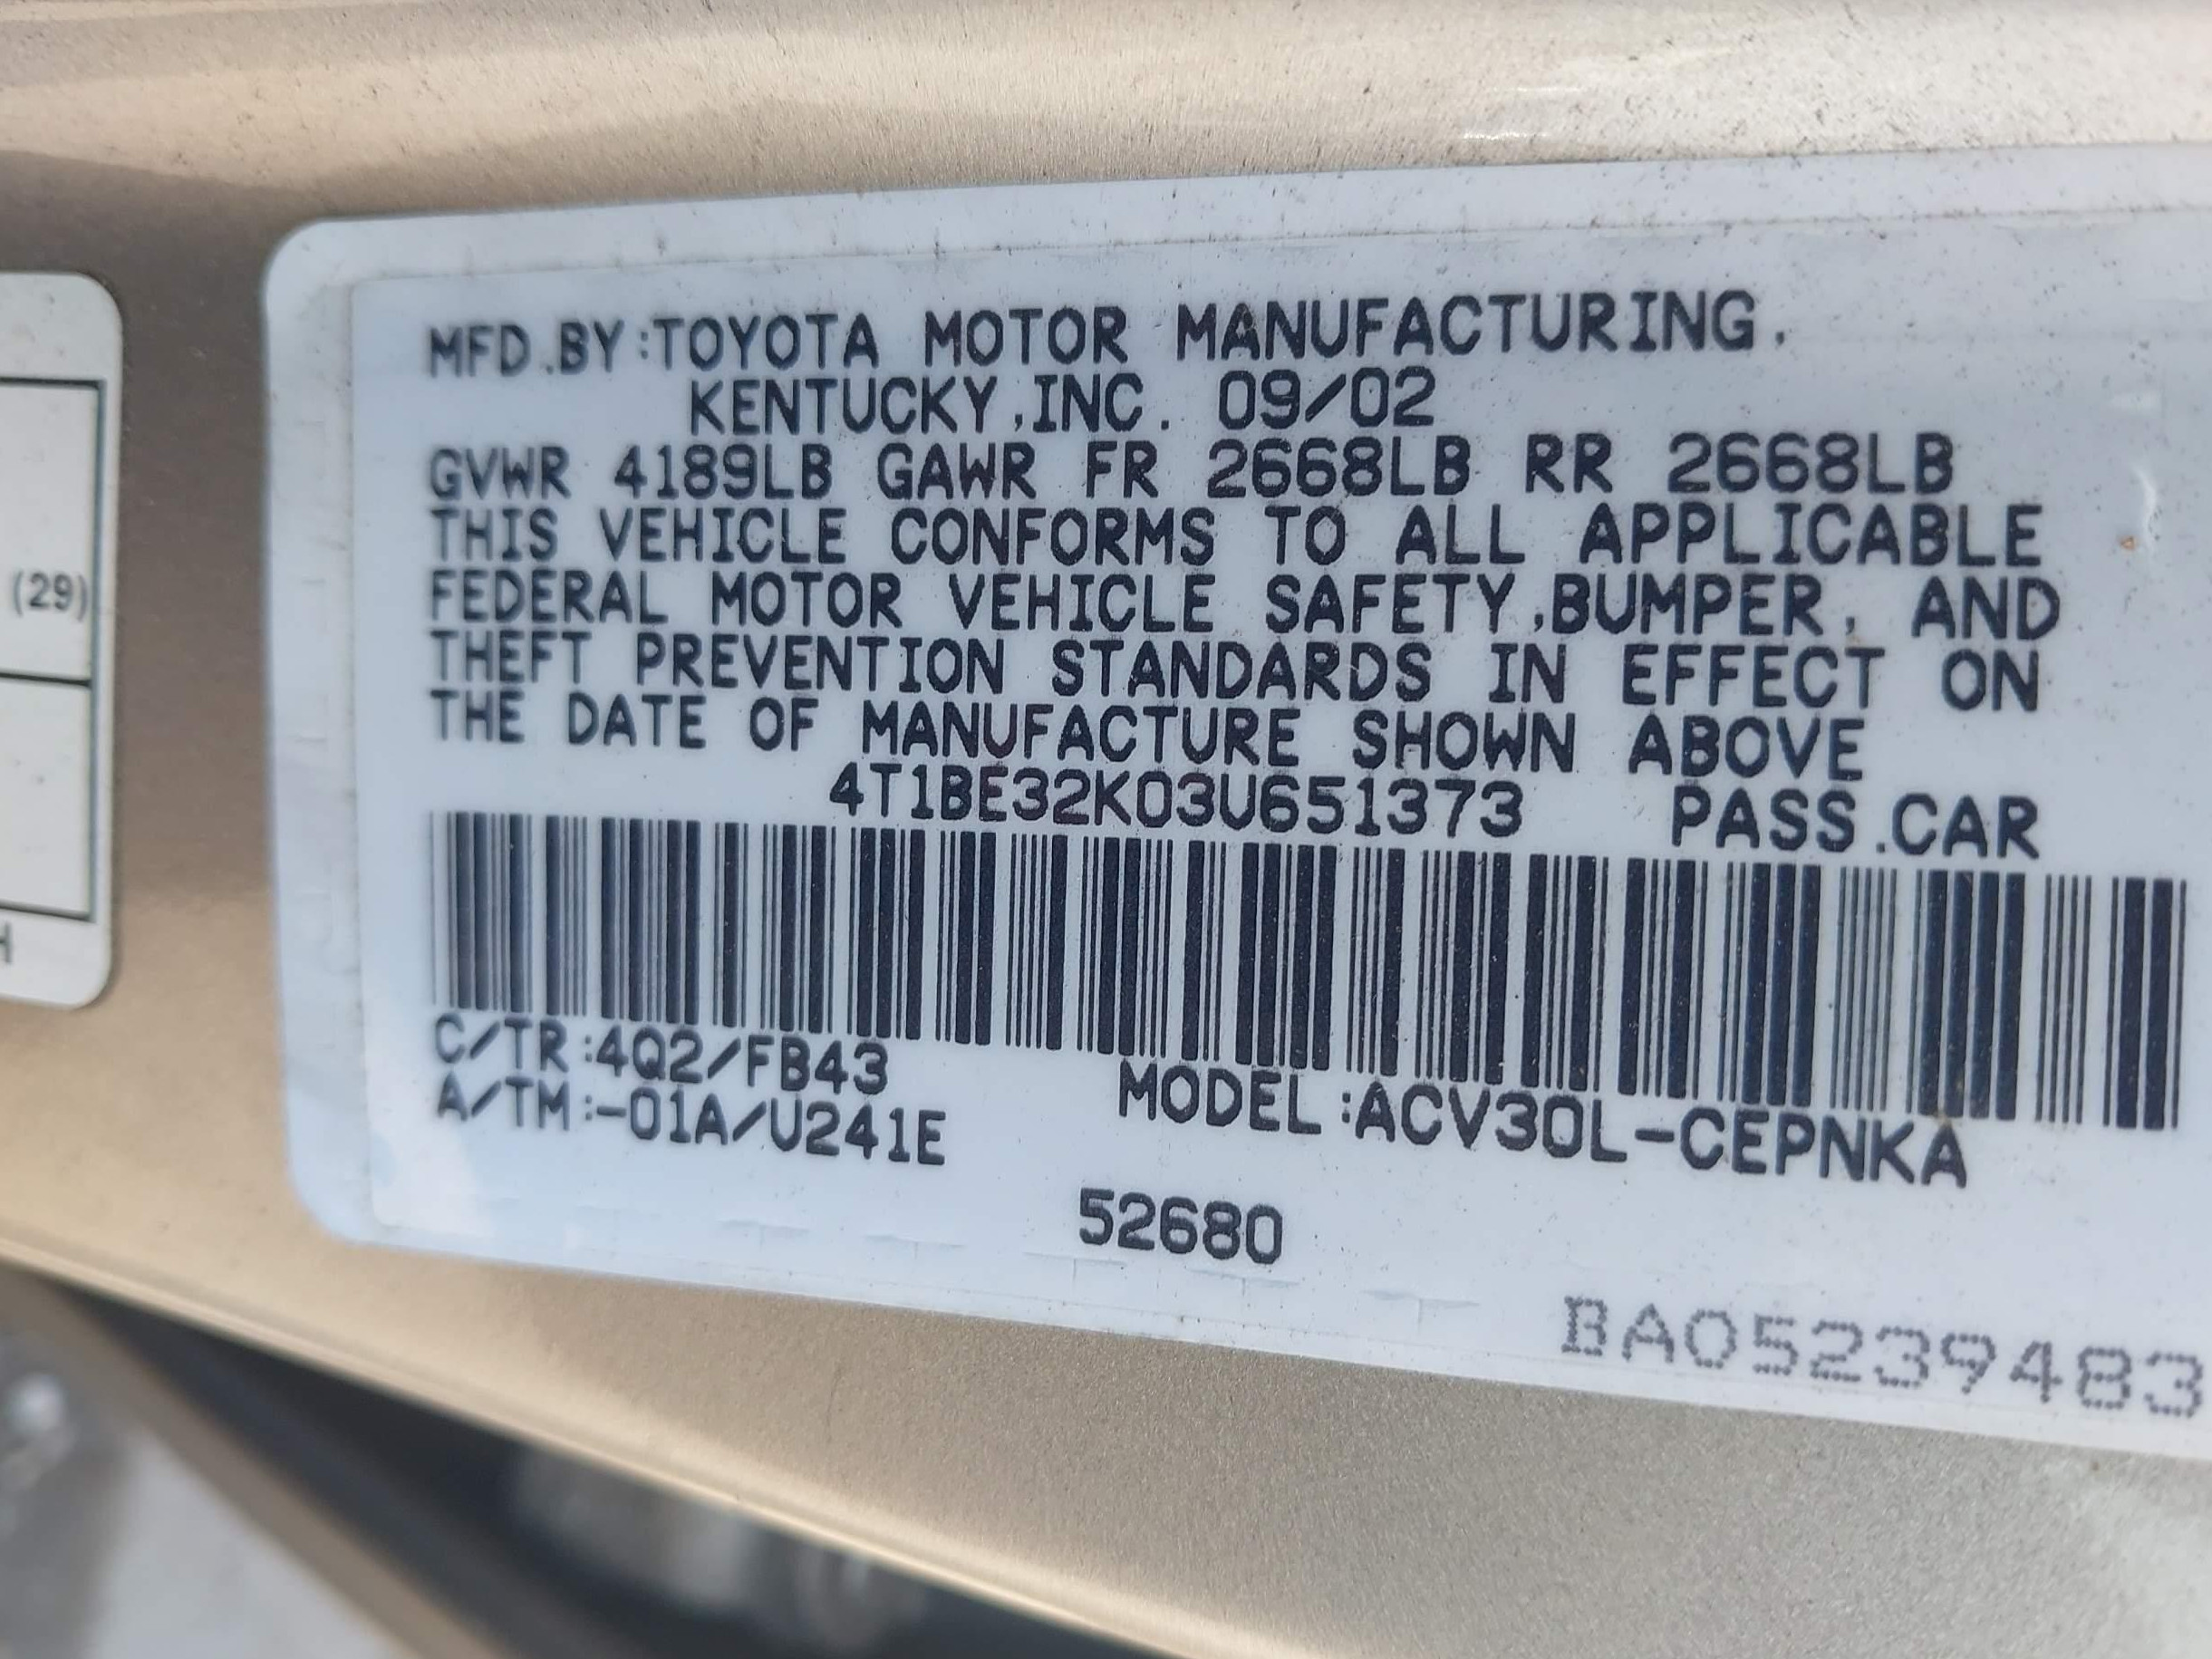 MFD.BY:TOYOTA MOTOR MANUFACTURING,
KENTUCKY,INC. 09/02
GVWR 4189LB GAWR FR 2668LB RR 2668LB
THIS VEHICLE CONFORMS TO ALL APPLICABLE
FEDERAL MOTOR VEHICLE SAFETY,BUMPER, AND
THEFT PREVENTION STANDARDS IN EFFECT ON
THE DATE OF MANUFACTURE SHOWN ABOVE
4T1BE32K03U651373 PASS.CAR
C/TR:4Q2/FB43
A/TM:-01A/U241E
MODEL:ACV30L-CEPNKA
52680
BA05239483
(29)
H